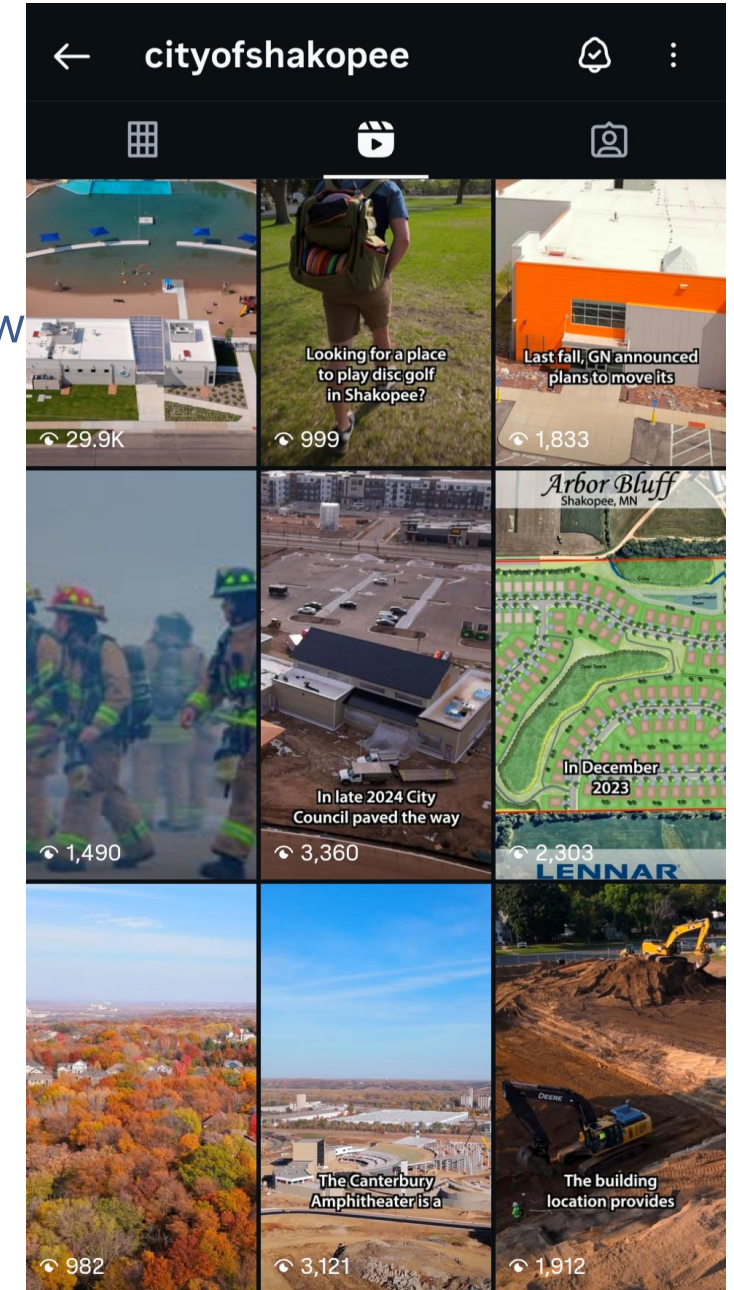 cityofshakopee
W
29.9K
Looking for a place
to play disc golf
in Shakopee?
999
Last fall, GN announced
plans to move its
1,833
1,490
In late 2024 City
Council paved the way
3,360
Arbor Bluff
Shakopee, MN
Open Space
In December
2023
2,303
LENNAR
982
The Canterbury
Amphitheater is a
3,121
DEERE
The building
location provides
1,912